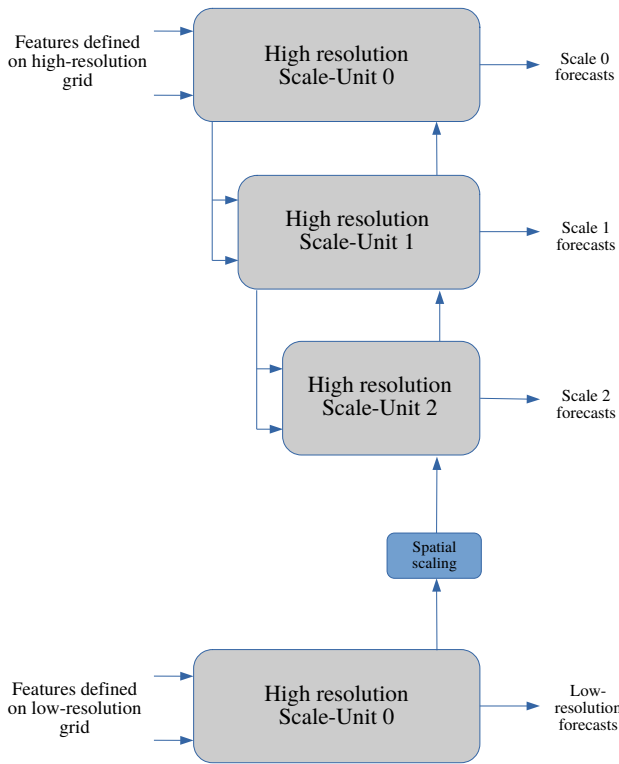 Features defined
on high-resolution
grid
High resolution
Scale-Unit 0
Scale 0
forecasts
High resolution
Scale-Unit 1
Scale 1
forecasts
High resolution
Scale-Unit 2
Scale 2
forecasts
Spatial
scaling
Features defined
on low-resolution
grid
High resolution
Scale-Unit 0
Low-
resolution
forecasts